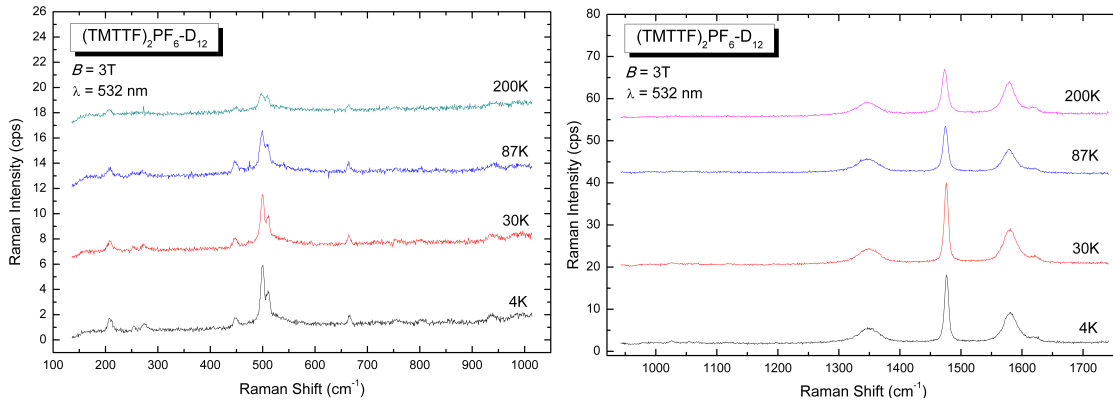 (TMTTF)₂PF₆-D₁₂
B = 3T
λ = 532 nm
200K
87K
30K
4K
26
24
22
20
18
16
14
12
10
8
6
4
2
0
Raman Intensity (cps)
100 200 300 400 500 600 700 800 900 1000
Raman Shift (cm⁻¹)
(TMTTF)₂PF₆-D₁₂
B = 3T
λ = 532 nm
200K
87K
30K
4K
80
70
60
50
40
30
20
10
0
Raman Intensity (cps)
1000 1100 1200 1300 1400 1500 1600 1700
Raman Shift (cm⁻¹)